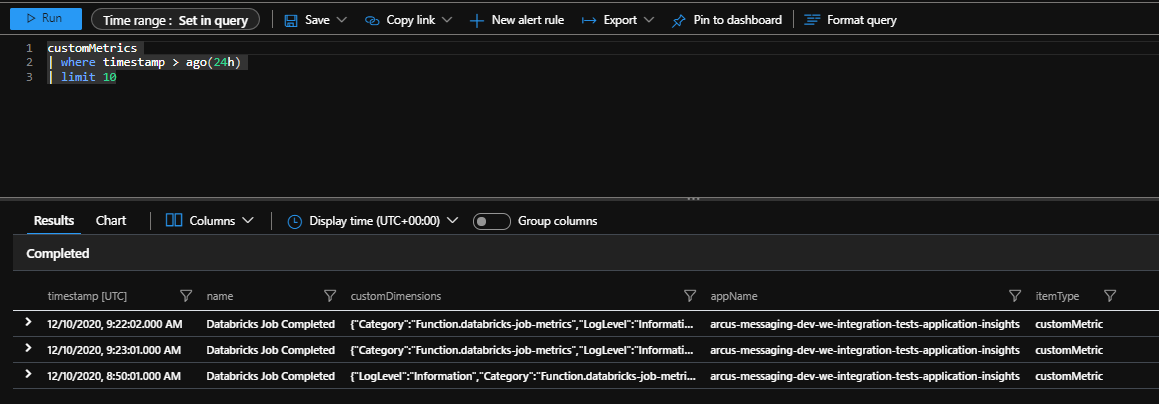 Run Time range : Set in query Save Copy link New alert rule Export Pin to dashboard Format query
1 customMetrics
2 | where timestamp > ago(24h)
3 | limit 10
Results Chart Columns Display time (UTC+00:00) Group columns
Completed
timestamp [UTC] name customDimensions appName itemType
12/10/2020, 9:22:02.000 AM Databricks Job Completed {"Category":"Function.databricks-job-metrics","LogLevel":"Informati... arcus-messaging-dev-we-integration-tests-application-insights customMetric
12/10/2020, 9:23:01.000 AM Databricks Job Completed {"Category":"Function.databricks-job-metrics","LogLevel":"Informati... arcus-messaging-dev-we-integration-tests-application-insights customMetric
12/10/2020, 8:50:01.000 AM Databricks Job Completed {"LogLevel":"Information","Category":"Function.databricks-job-metri... arcus-messaging-dev-we-integration-tests-application-insights customMetric